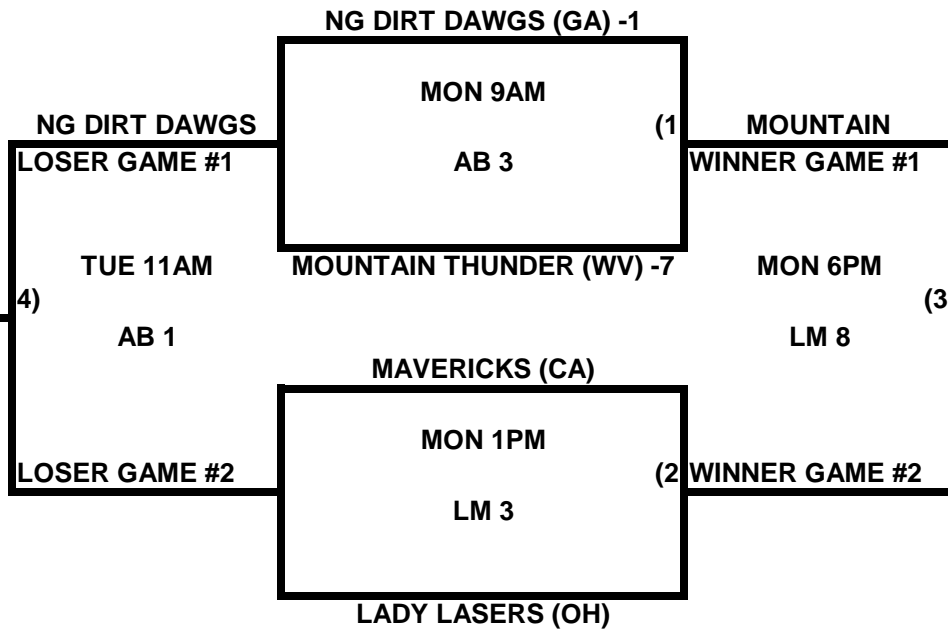 NG DIRT DAWGS (GA) -1
MON 9AM
NG DIRT DAWGS
(1
MOUNTAIN
LOSER GAME #1
AB 3
WINNER GAME #1
TUE 11AM
MOUNTAIN THUNDER (WV) -7
MON 6PM
4)
(3
AB 1
LM 8
MAVERICKS (CA)
MON 1PM
LOSER GAME #2
(2
WINNER GAME #2
LM 3
LADY LASERS (OH)